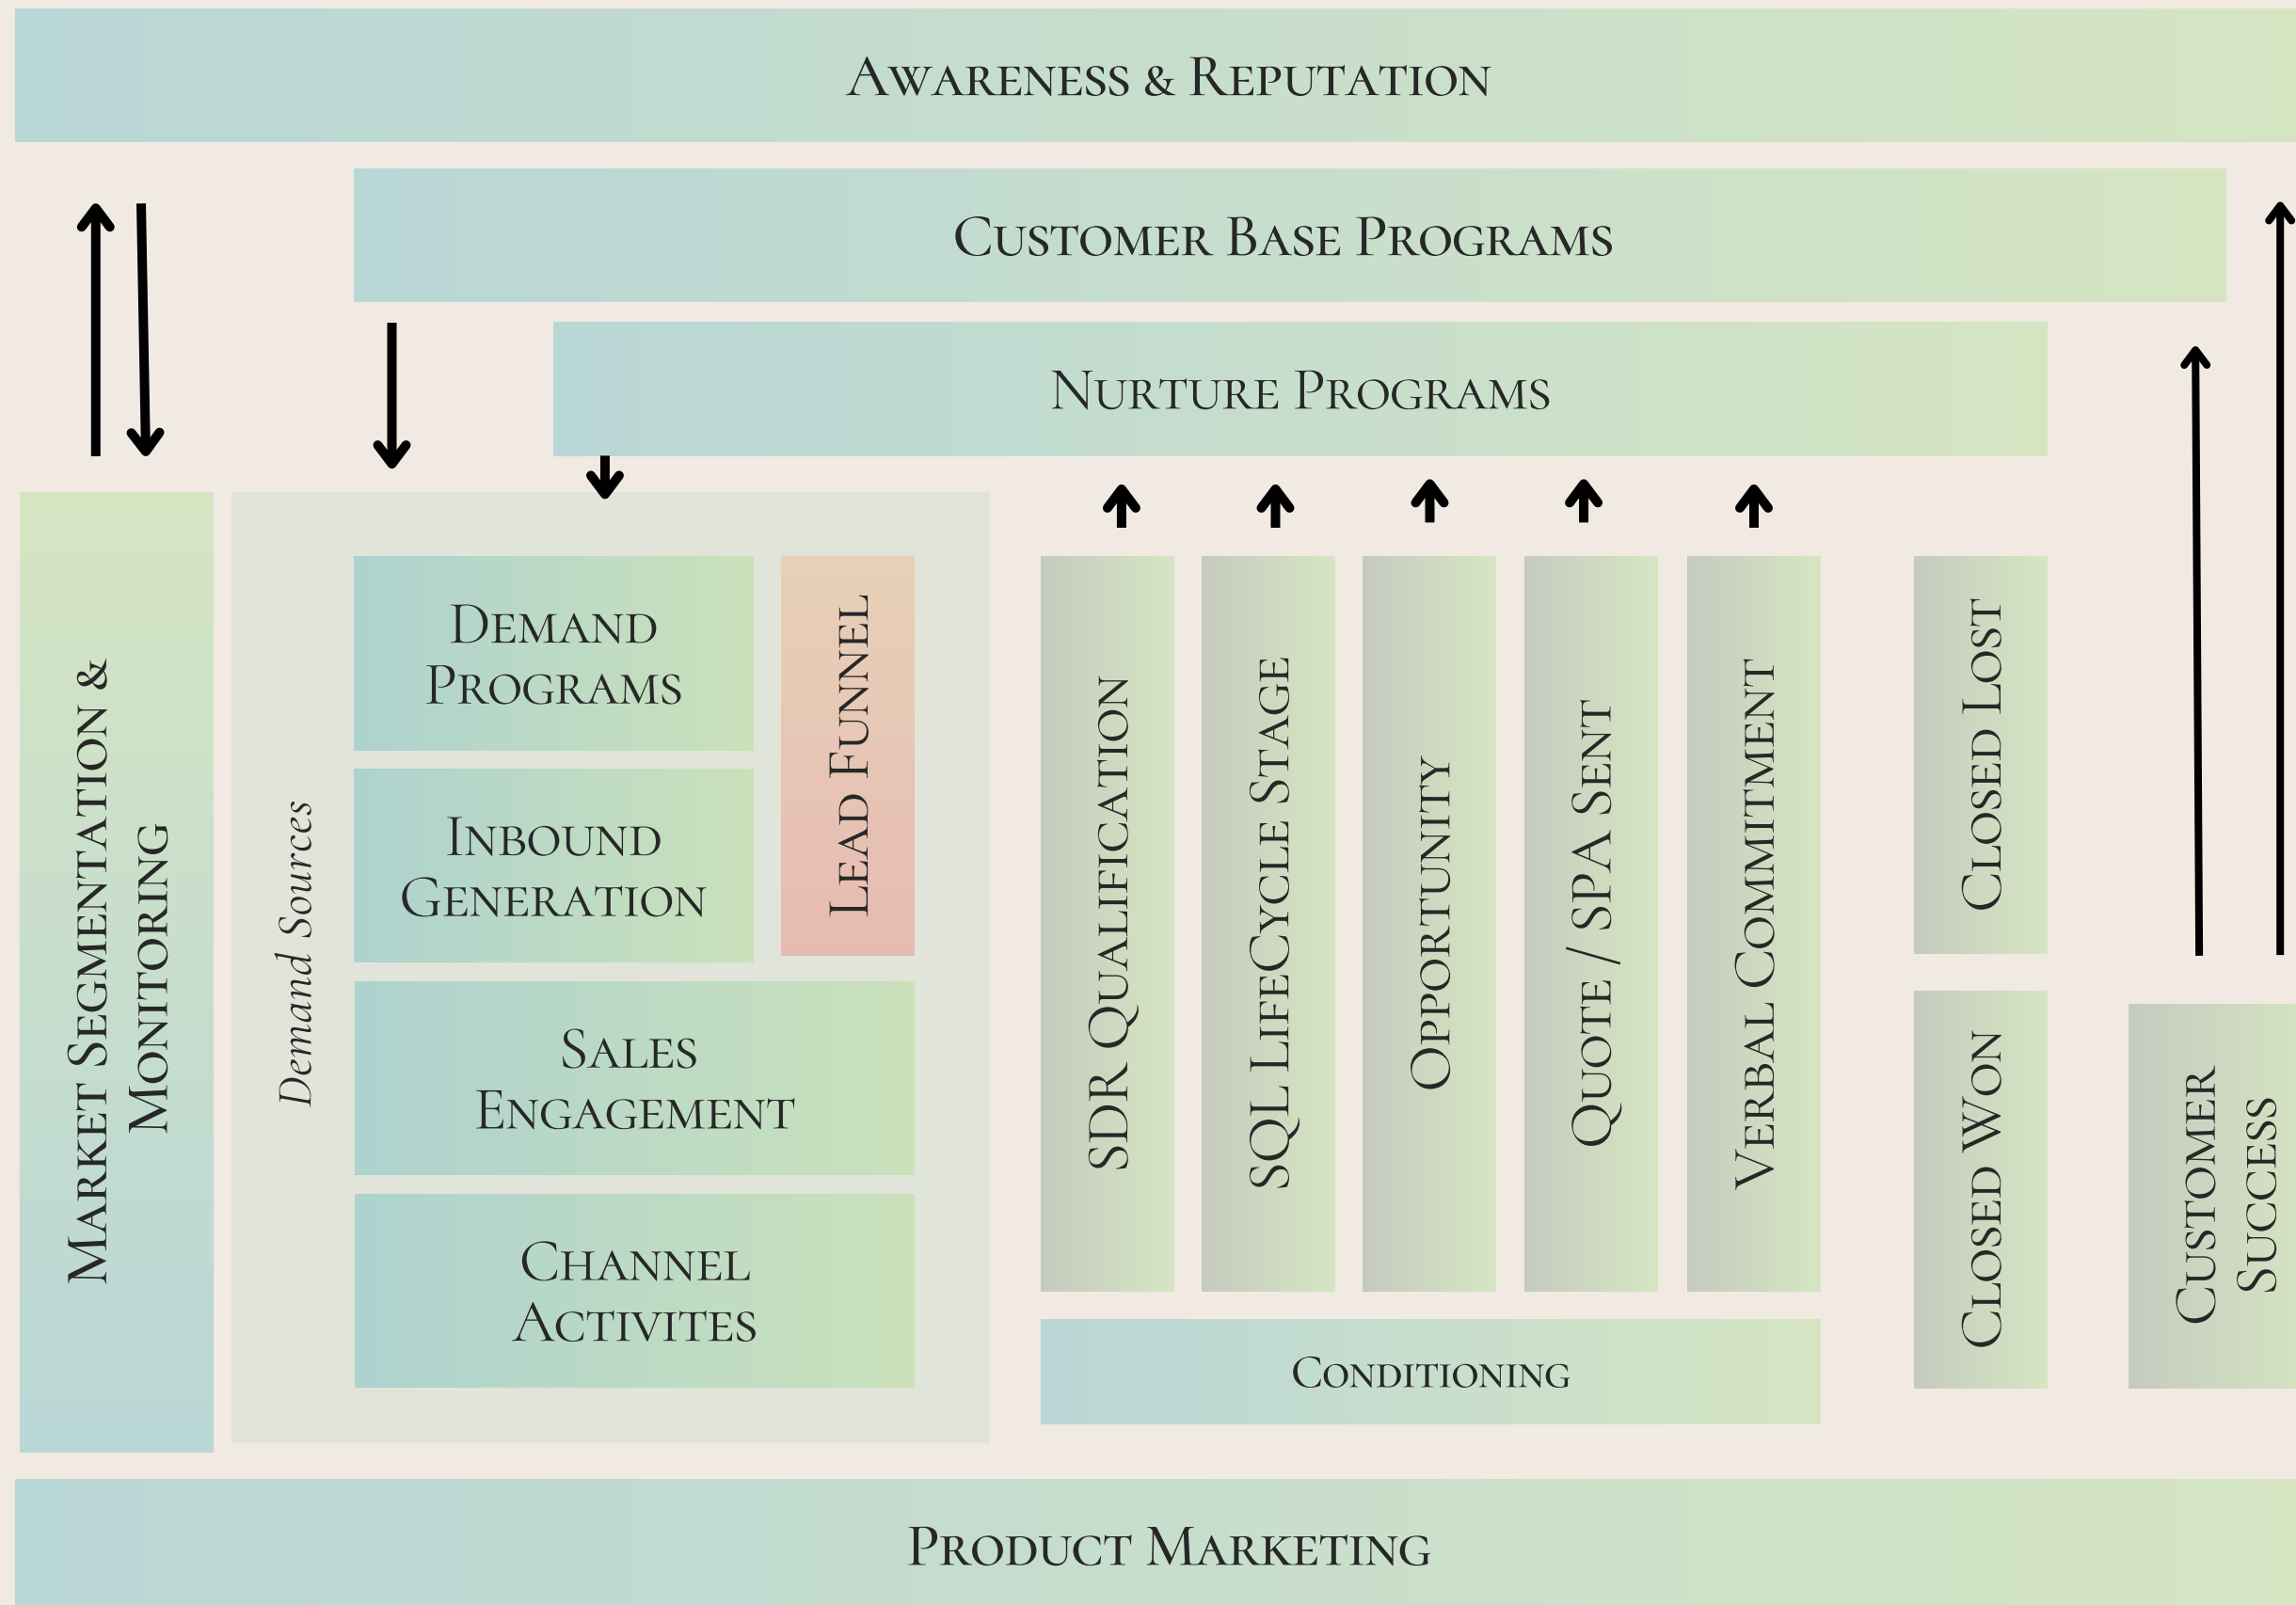 Awareness & Reputation
Customer Base Programs
Nurture Programs
Market Segmentation &
Monitoring
Demand Sources
Demand
Programs
Inbound
Generation
Lead Funnel
Sales
Engagement
Channel
Activites
SDR Qualification
SQL LifeCycle Stage
Opportunity
Quote / SPA Sent
Verbal Commitment
Closed Lost
Closed Won
Customer
Success
Conditioning
Product Marketing